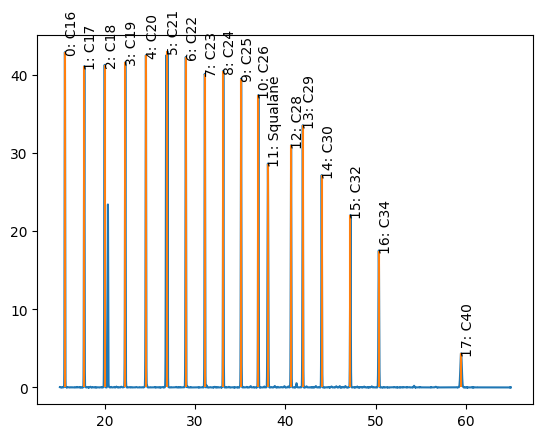 0: C16
1: C17
2: C18
3: C19
4: C20
5: C21
6: C22
7: C23
8: C24
9: C25
10: C26
11: Squalane
12: C28
13: C29
14: C30
15: C32
16: C34
17: C40
40
30
20
10
0
20
30
40
50
60